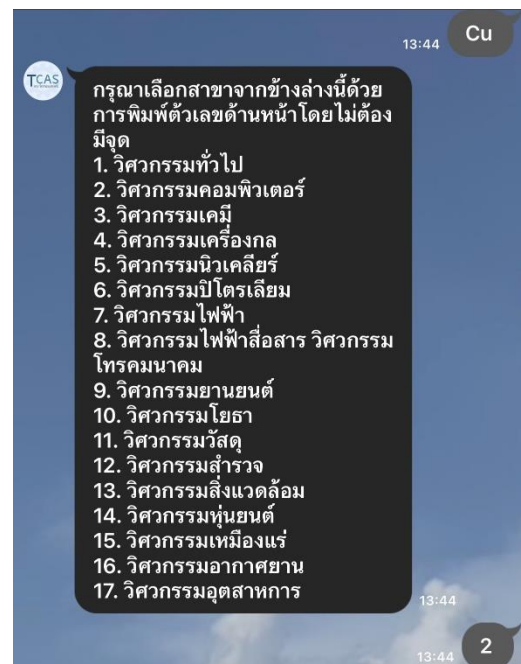 Cu
13:44
TCAS
กรุณาเลือกสาขาจากข้างล่างนี้ด้วย
การพิมพ์ตัวเลขด้านหน้าโดยไม่ต้อง
มีจุด
1. วิศวกรรมทั่วไป
2. วิศวกรรมคอมพิวเตอร์
3. วิศวกรรมเคมี
4. วิศวกรรมเครื่องกล
5. วิศวกรรมนิวเคลียร์
6. วิศวกรรมปิโตรเลียม
7. วิศวกรรมไฟฟ้า
8. วิศวกรรมไฟฟ้าสื่อสาร วิศวกรรม
โทรคมนาคม
9. วิศวกรรมยานยนต์
10. วิศวกรรมโยธา
11. วิศวกรรมวัสดุ
12. วิศวกรรมสำรวจ
13. วิศวกรรมสิ่งแวดล้อม
14. วิศวกรรมหุ่นยนต์
15. วิศวกรรมเหมืองแร่
16. วิศวกรรมอากาศยาน
17. วิศวกรรมอุตสาหการ
13:44
2
13:44